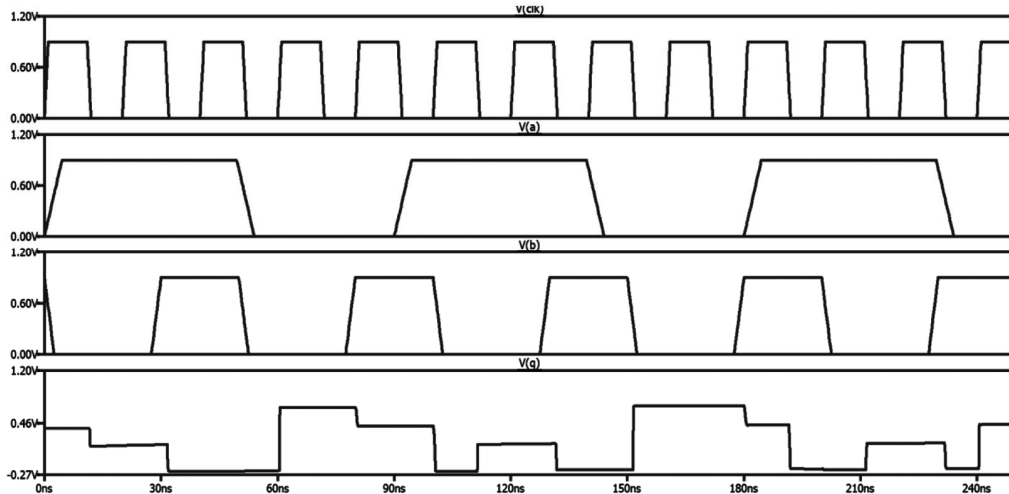 V(clk)
1.20V
0.60V
0.00V
V(a)
1.20V
0.60V
0.00V
V(b)
1.20V
0.60V
0.00V
V(q)
1.20V
0.46V
-0.27V
0ns 30ns 60ns 90ns 120ns 150ns 180ns 210ns 240ns